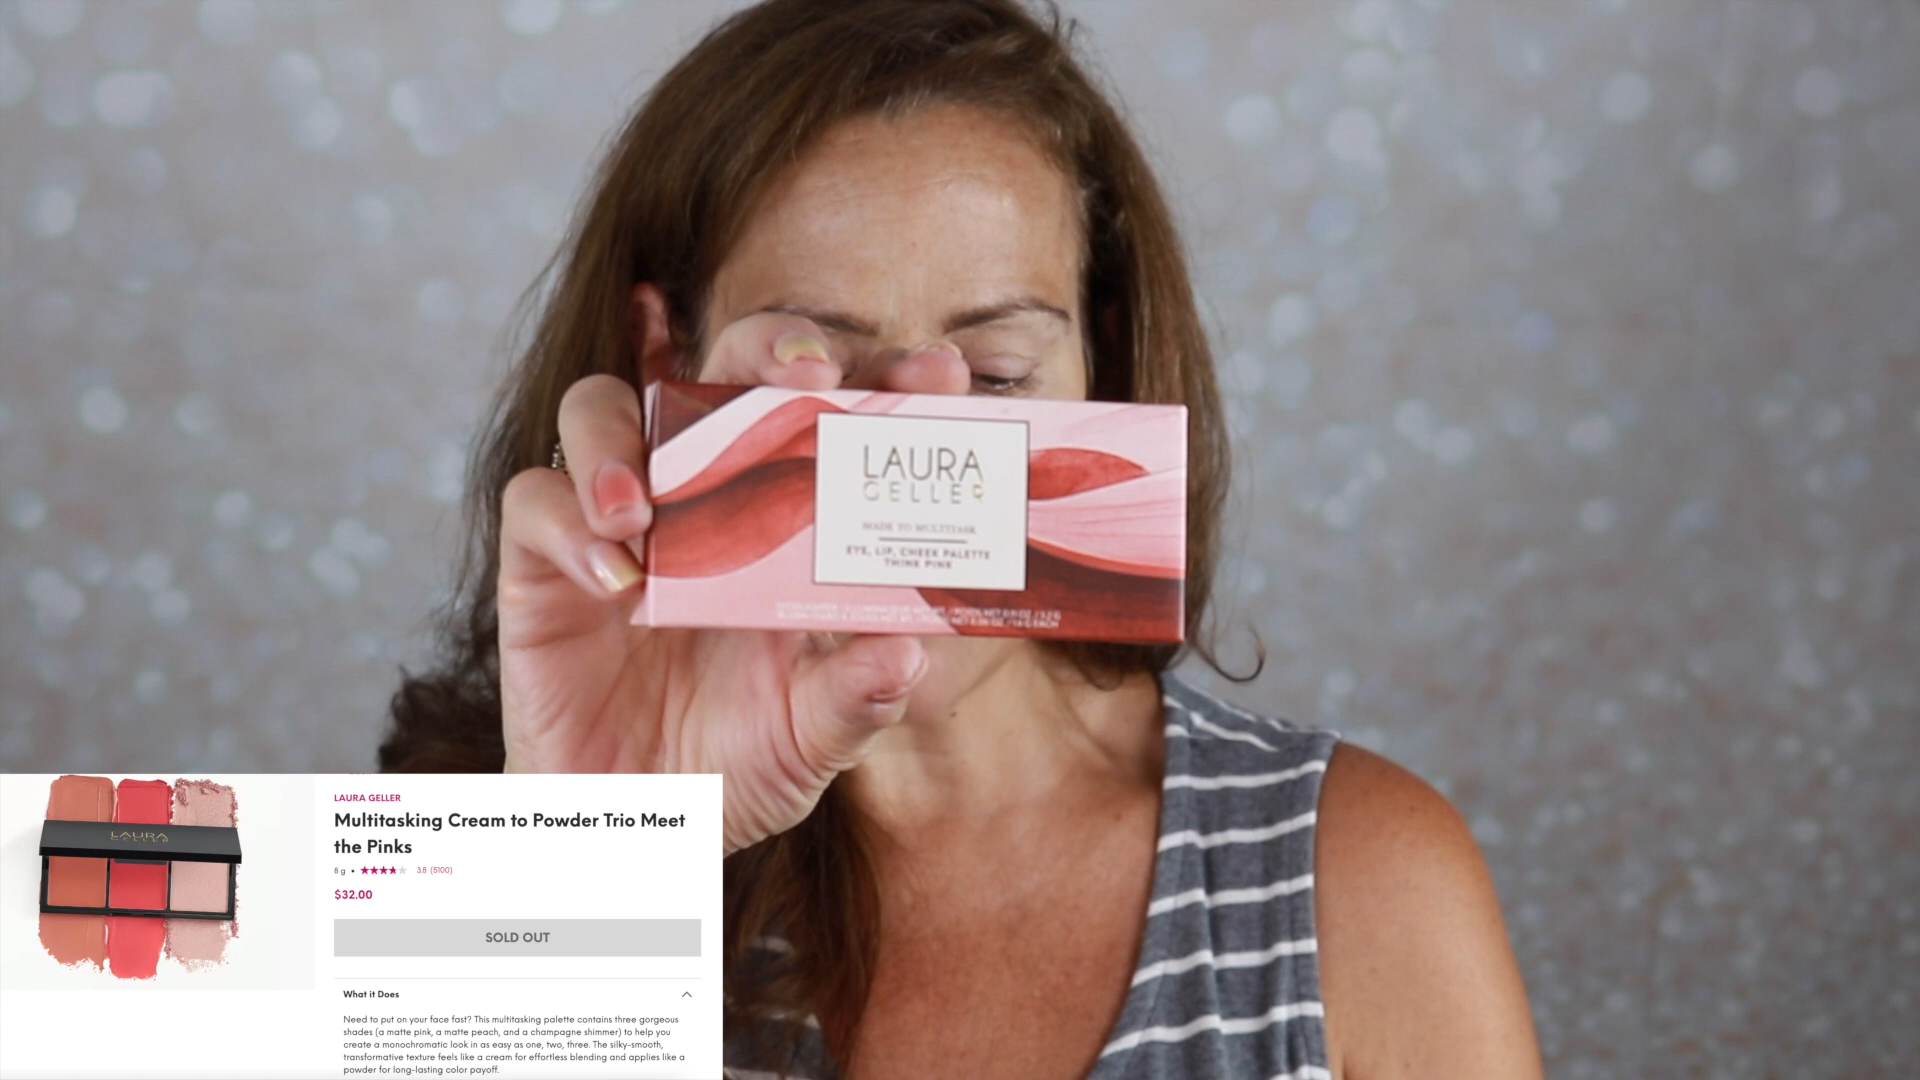 LAURA
GELLER
MADE TO MULTITASK
EYE, LIP, CHEEK PALETTE
THINK PINK
LAURA
GELLER
LAURA GELLER
Multitasking Cream to Powder Trio Meet
the Pinks
8 g • 3.8 (5100)
$32.00
SOLD OUT
What it Does
Need to put on your face fast? This multitasking palette contains three gorgeous
shades (a matte pink, a matte peach, and a champagne shimmer) to help you
create a monochromatic look in as easy as one, two, three. The silky-smooth,
transformative texture feels like a cream for effortless blending and applies like a
powder for long-lasting color payoff.